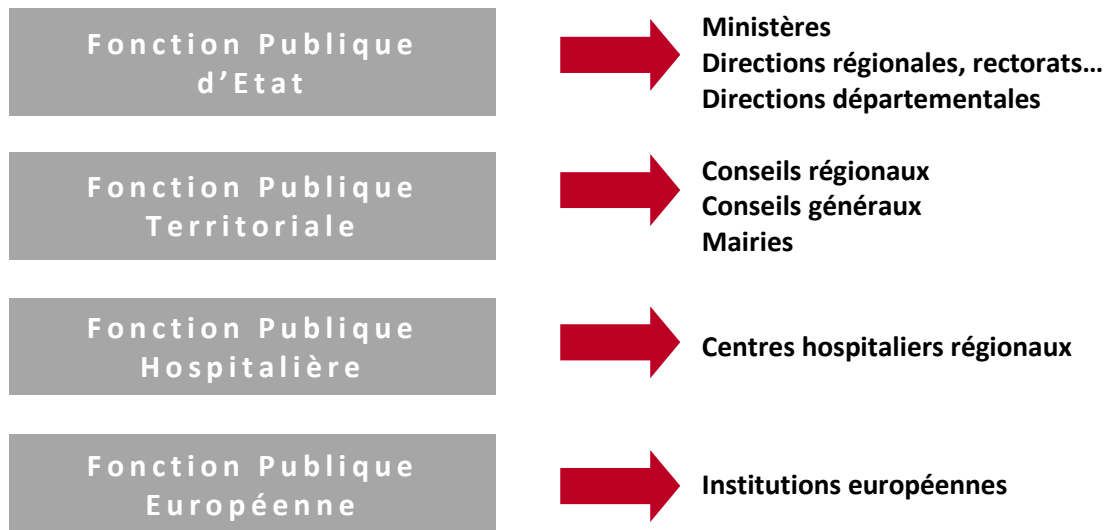 Fonction Publique
d'Etat
Ministères
Directions régionales, rectorats…
Directions départementales
Fonction Publique
Territoriale
Conseils régionaux
Conseils généraux
Mairies
Fonction Publique
Hospitalière
Centres hospitaliers régionaux
Fonction Publique
Européenne
Institutions européennes